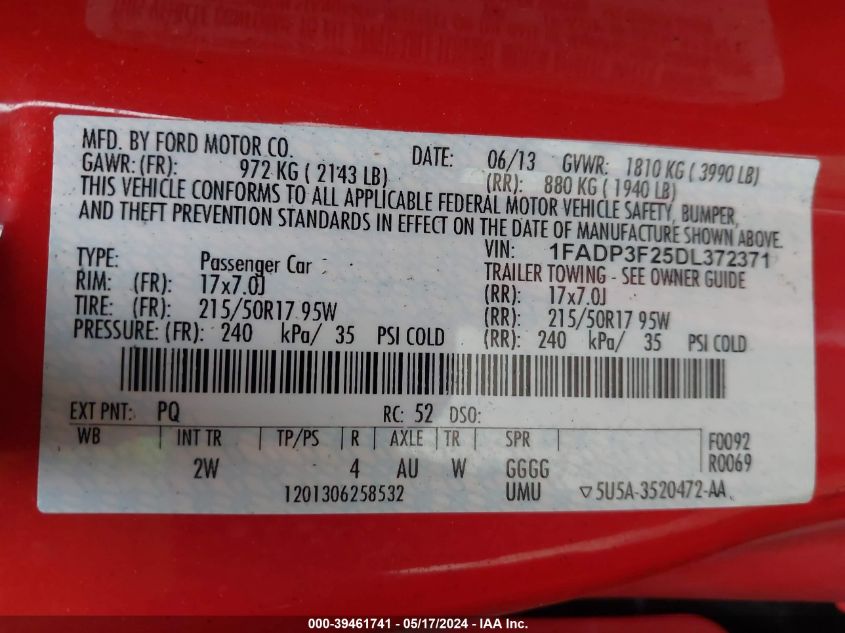 MFD. BY FORD MOTOR CO. DATE: 06/13 GVWR: 1810 KG ( 3990 LB)
GAWR: (FR): 972 KG ( 2143 LB) (RR): 880 KG ( 1940 LB)
THIS VEHICLE CONFORMS TO ALL APPLICABLE FEDERAL MOTOR VEHICLE SAFETY, BUMPER,
AND THEFT PREVENTION STANDARDS IN EFFECT ON THE DATE OF MANUFACTURE SHOWN ABOVE.
VIN: 1FADP3F25DL372371
TYPE: Passenger Car TRAILER TOWING - SEE OWNER GUIDE
RIM: (FR): 17x7.0J (RR): 17x7.0J
TIRE: (FR): 215/50R17 95W (RR): 215/50R17 95W
PRESSURE: (FR): 240 kPa/ 35 PSI COLD (RR): 240 kPa/ 35 PSI COLD
EXT PNT: PQ RC: 52 DSO:
WB INT TR TP/PS R AXLE TR SPR F0092
2W 4 AU W GGGG R0069
1201306258532 UMU ▽5U5A-3520472-AA
000-39461741 - 05/17/2024 - IAA Inc.